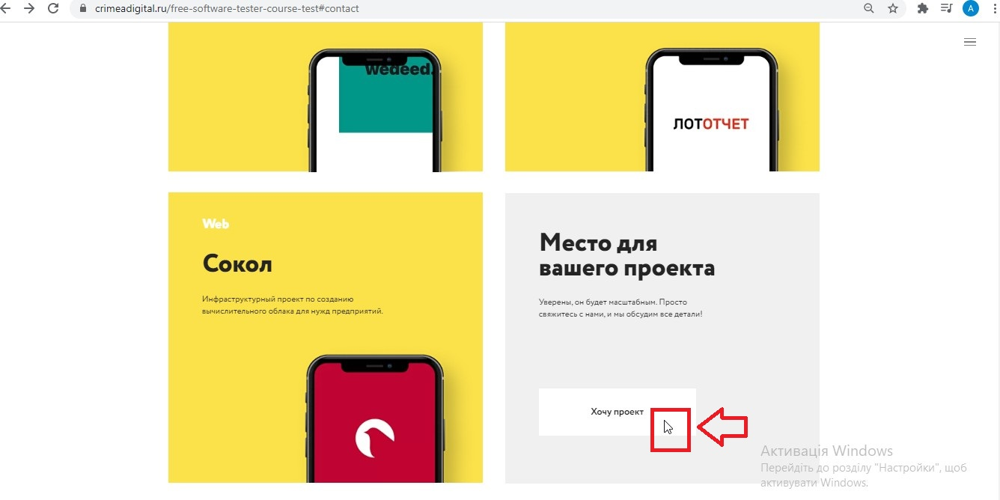 crimeadigital.ru/free-software-tester-course-test#contact
A
wedeed.
ЛОТОТЧЕТ
Web
Сокол
Инфраструктурный проект по созданию
вычислительного облака для нужд предприятий.
Место для
вашего проекта
Уверены, он будет масштабным. Просто
свяжитесь с нами, и мы обсудим все детали!
Хочу проект
Активація Windows
Перейдіть до розділу "Настройки", щоб
активувати Windows.